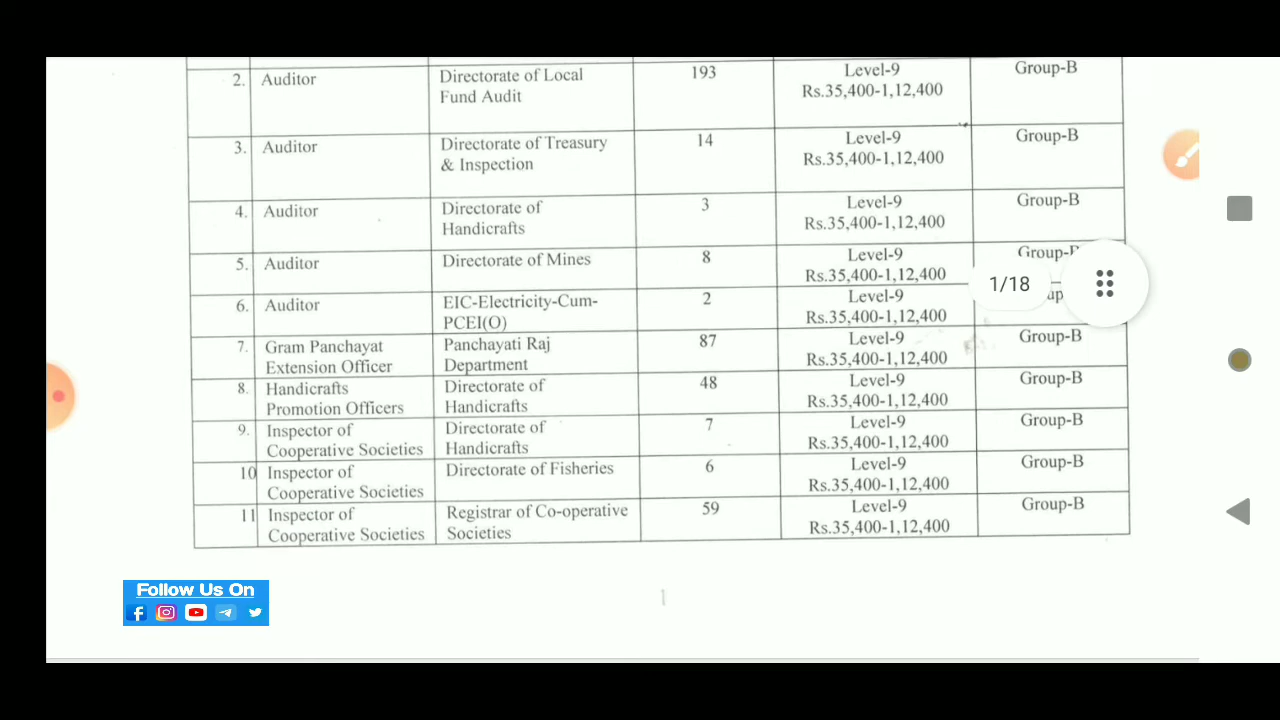 2. Auditor Directorate of Local Fund Audit 193 Level-9 Rs.35,400-1,12,400 Group-B
3. Auditor Directorate of Treasury & Inspection 14 Level-9 Rs.35,400-1,12,400 Group-B
4. Auditor Directorate of Handicrafts 3 Level-9 Rs.35,400-1,12,400 Group-B
5. Auditor Directorate of Mines 8 Level-9 Rs.35,400-1,12,400 Group-B
6. Auditor EIC-Electricity-Cum-PCEI(O) 2 Level-9 Rs.35,400-1,12,400
1/18
7. Gram Panchayat Extension Officer Panchayati Raj Department 87 Level-9 Rs.35,400-1,12,400 Group-B
8. Handicrafts Promotion Officers Directorate of Handicrafts 48 Level-9 Rs.35,400-1,12,400 Group-B
9. Inspector of Cooperative Societies Directorate of Handicrafts 7 Level-9 Rs.35,400-1,12,400 Group-B
10 Inspector of Cooperative Societies Directorate of Fisheries 6 Level-9 Rs.35,400-1,12,400 Group-B
11 Inspector of Cooperative Societies Registrar of Co-operative Societies 59 Level-9 Rs.35,400-1,12,400 Group-B
Follow Us On
1